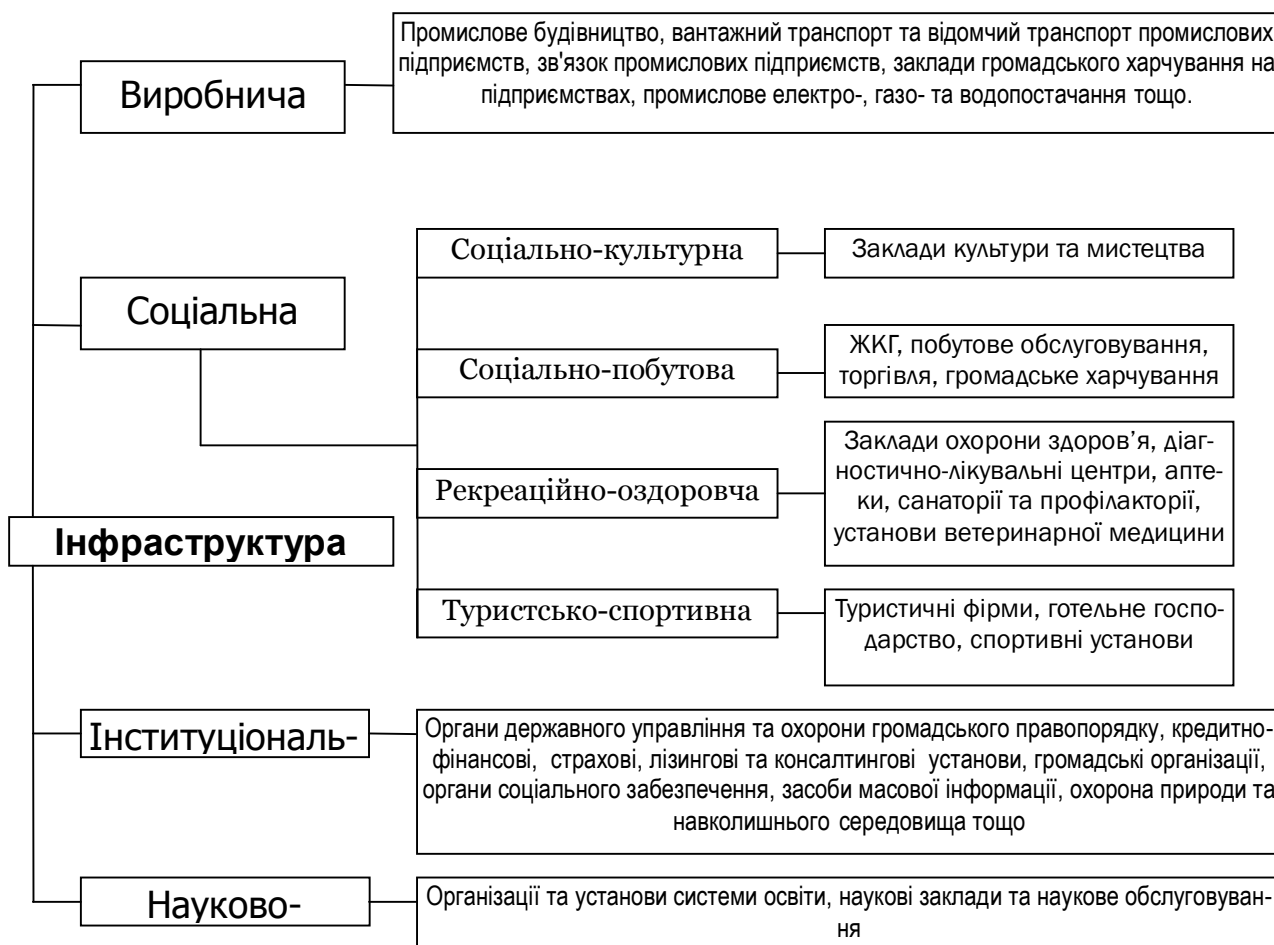 Промислове будівництво, вантажний транспорт та відомчий транспорт промислових
підприємств, зв'язок промислових підприємств, заклади громадського харчування на
підприємствах, промислове електро-, газо- та водопостачання тощо.
Виробнича
Соціально-культурна
Заклади культури та мистецтва
Соціальна
ЖКГ, побутове обслуговування,
торгівля, громадське харчування
Соціально-побутова
Заклади охорони здоров’я, діаг-
ностично-лікувальні центри, апте-
ки, санаторії та профілакторії,
установи ветеринарної медицини
Рекреаційно-оздоровча
Інфраструктура
Туристсько-спортивна
Туристичні фірми, готельне госпо-
дарство, спортивні установи
Інституціональ-
Органи державного управління та охорони громадського правопорядку, кредитно-
фінансові, страхові, лізингові та консалтингові установи, громадські організації,
органи соціального забезпечення, засоби масової інформації, охорона природи та
навколишнього середовища тощо
Науково-
Організації та установи системи освіти, наукові заклади та наукове обслуговуван-
ня